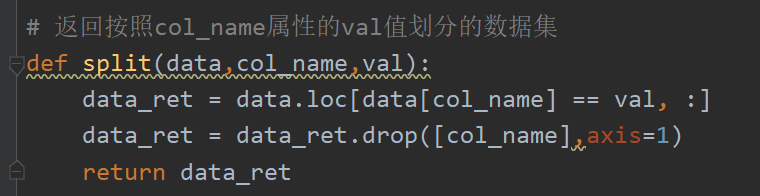 # 返回按照col_name属性的val值划分的数据集
def split(data,col_name,val):
    data_ret = data.loc[data[col_name] == val, :]
    data_ret = data_ret.drop([col_name],axis=1)
    return data_ret